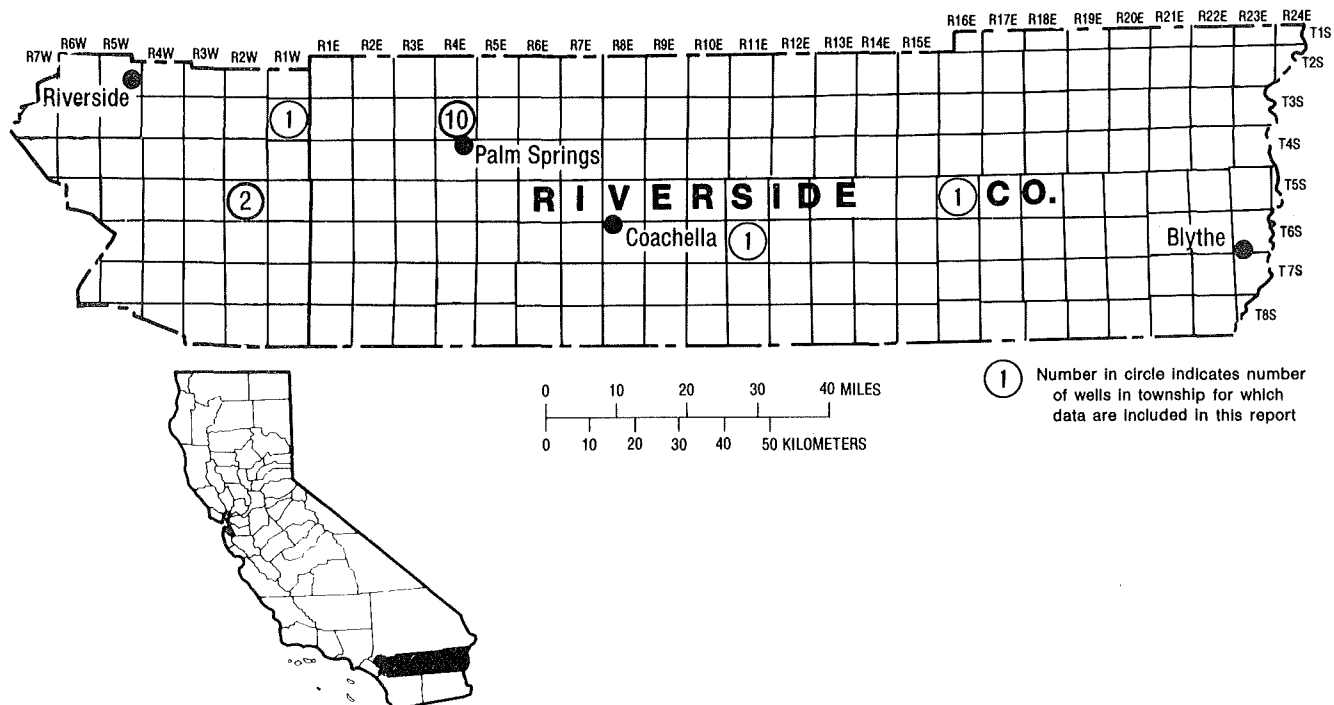 R7W R6W R5W R4W R3W R2W R1W R1E R2E R3E R4E R5E R6E R7E R8E R9E R10E R11E R12E R13E R14E R15E R16E R17E R18E R19E R20E R21E R22E R23E R24E
T1S
T2S
Riverside
1
10
T3S
T4S
Palm Springs
2
RIVERSIDE 1 CO.
T5S
Coachella
1
Blythe
T6S
T7S
T8S
0 10 20 30 40 MILES
0 10 20 30 40 50 KILOMETERS
1
Number in circle indicates number
of wells in township for which
data are included in this report